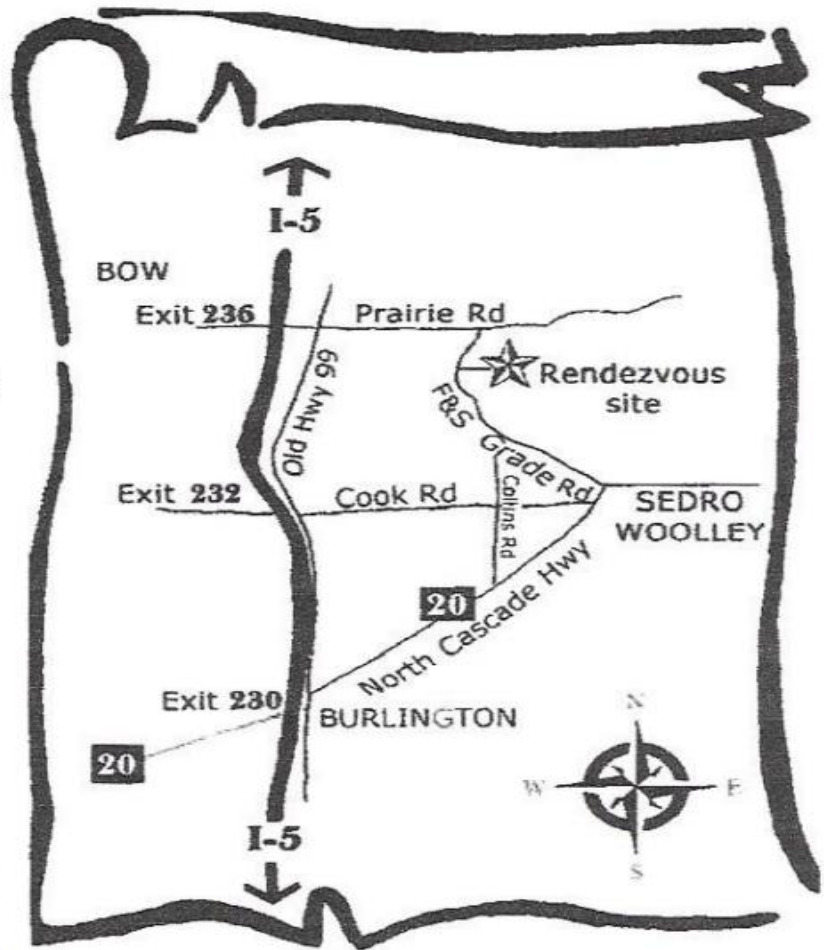 I-5
BOW
Exit 236
Prairie Rd
Old Hwy 99
Rendezvous
site
F&S Grade Rd
Exit 232
Cook Rd
Collins Rd
SEDRO
WOOLLEY
20
North Cascade Hwy
Exit 230
BURLINGTON
20
N
W
E
S
I-5